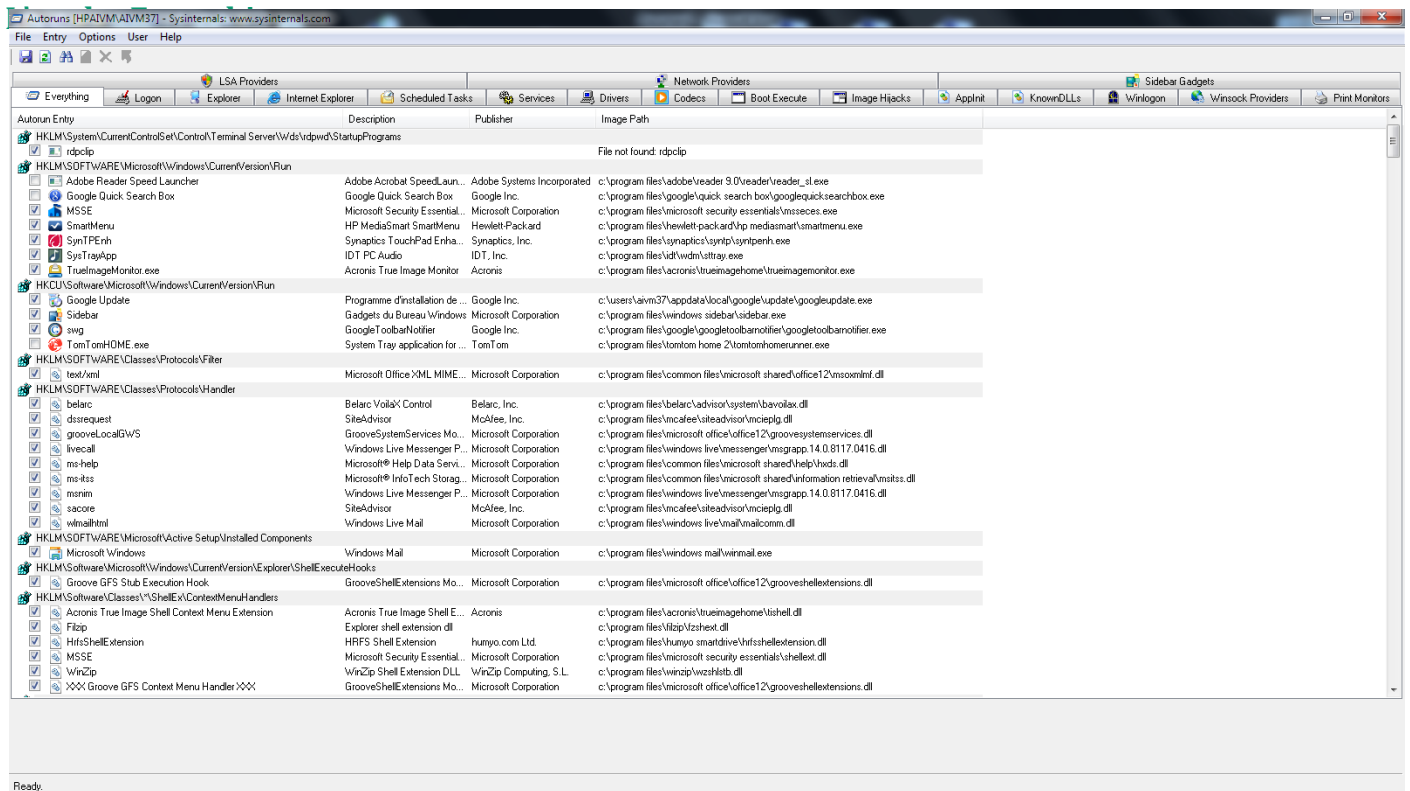 Autoruns [HPAIVM\AIVM37] - Sysinternals: www.sysinternals.com
File Entry Options User Help
LSA Providers Network Providers Sidebar Gadgets
Everything Logon Explorer Internet Explorer Scheduled Tasks Services Drivers Codecs Boot Execute Image Hijacks AppInit KnownDLLs Winlogon Winsock Providers Print Monitors
Autorun Entry Description Publisher Image Path
HKLM\System\CurrentControlSet\Control\Terminal Server\Wds\rdpwd\StartupPrograms
rdpclip File not found: rdpclip
HKLM\SOFTWARE\Microsoft\Windows\CurrentVersion\Run
Adobe Reader Speed Launcher Adobe Acrobat SpeedLaun... Adobe Systems Incorporated c:\program files\adobe\reader 9.0\reader\reader_sl.exe
Google Quick Search Box Google Quick Search Box Google Inc. c:\program files\google\quick search box\googlequicksearchbox.exe
MSSE Microsoft Security Essential... Microsoft Corporation c:\program files\microsoft security essentials\msseces.exe
SmartMenu HP MediaSmart SmartMenu Hewlett-Packard c:\program files\hewlett-packard\hp mediasmart\smartmenu.exe
SynTPEnh Synaptics TouchPad Enha... Synaptics, Inc. c:\program files\synaptics\syntp\syntpenh.exe
SysTrayApp IDT PC Audio IDT, Inc. c:\program files\idt\wdm\sttray.exe
TrueImageMonitor.exe Acronis True Image Monitor Acronis c:\program files\acronis\trueimagehome\trueimagemonitor.exe
HKCU\Software\Microsoft\Windows\CurrentVersion\Run
Google Update Programme d'installation de ... Google Inc. c:\users\aivm37\appdata\local\google\update\googleupdate.exe
Sidebar Gadgets du Bureau Windows Microsoft Corporation c:\program files\windows sidebar\sidebar.exe
swg GoogleToolbarNotifier Google Inc. c:\program files\google\googletoolbarnotifier\googletoolbarnotifier.exe
TomTomHOME.exe System Tray application for ... TomTom c:\program files\tomtom home 2\tomtomhomerunner.exe
HKLM\SOFTWARE\Classes\Protocols\Filter
text/xml Microsoft Office XML MIME... Microsoft Corporation c:\program files\common files\microsoft shared\office12\msoxmlmf.dll
HKLM\SOFTWARE\Classes\Protocols\Handler
belarc Belarc VoilaX Control Belarc, Inc. c:\program files\belarc\advisor\system\bavoilax.dll
dssrequest SiteAdvisor McAfee, Inc. c:\program files\mcafee\siteadvisor\mcieplg.dll
grooveLocalGWS GrooveSystemServices Mo... Microsoft Corporation c:\program files\microsoft office\office12\groovesystemservices.dll
livecall Windows Live Messenger P... Microsoft Corporation c:\program files\windows live\messenger\msgrapp.14.0.8117.0416.dll
ms-help Microsoft® Help Data Servi... Microsoft Corporation c:\program files\common files\microsoft shared\help\hxds.dll
ms-itss Microsoft® InfoTech Storag... Microsoft Corporation c:\program files\common files\microsoft shared\information retrieval\msitss.dll
msnim Windows Live Messenger P... Microsoft Corporation c:\program files\windows live\messenger\msgrapp.14.0.8117.0416.dll
sacore SiteAdvisor McAfee, Inc. c:\program files\mcafee\siteadvisor\mcieplg.dll
wlmailhtml Windows Live Mail Microsoft Corporation c:\program files\windows live\mail\mailcomm.dll
HKLM\SOFTWARE\Microsoft\Active Setup\Installed Components
Microsoft Windows Windows Mail Microsoft Corporation c:\program files\windows mail\winmail.exe
HKLM\Software\Microsoft\Windows\CurrentVersion\Explorer\ShellExecuteHooks
Groove GFS Stub Execution Hook GrooveShellExtensions Mo... Microsoft Corporation c:\program files\microsoft office\office12\grooveshellextensions.dll
HKLM\Software\Classes\*\ShellEx\ContextMenuHandlers
Acronis True Image Shell Context Menu Extension Acronis True Image Shell E... Acronis c:\program files\acronis\trueimagehome\tishell.dll
Filzip Explorer shell extension dll c:\program files\filzip\fzshext.dll
HrfsShellExtension HRFS Shell Extension humyo.com Ltd. c:\program files\humyo smartdrive\hrfsshellextension.dll
MSSE Microsoft Security Essential... Microsoft Corporation c:\program files\microsoft security essentials\shellext.dll
WinZip WinZip Shell Extension DLL WinZip Computing, S.L. c:\program files\winzip\wzshlstb.dll
XXX Groove GFS Context Menu Handler XXX GrooveShellExtensions Mo... Microsoft Corporation c:\program files\microsoft office\office12\grooveshellextensions.dll
Ready.